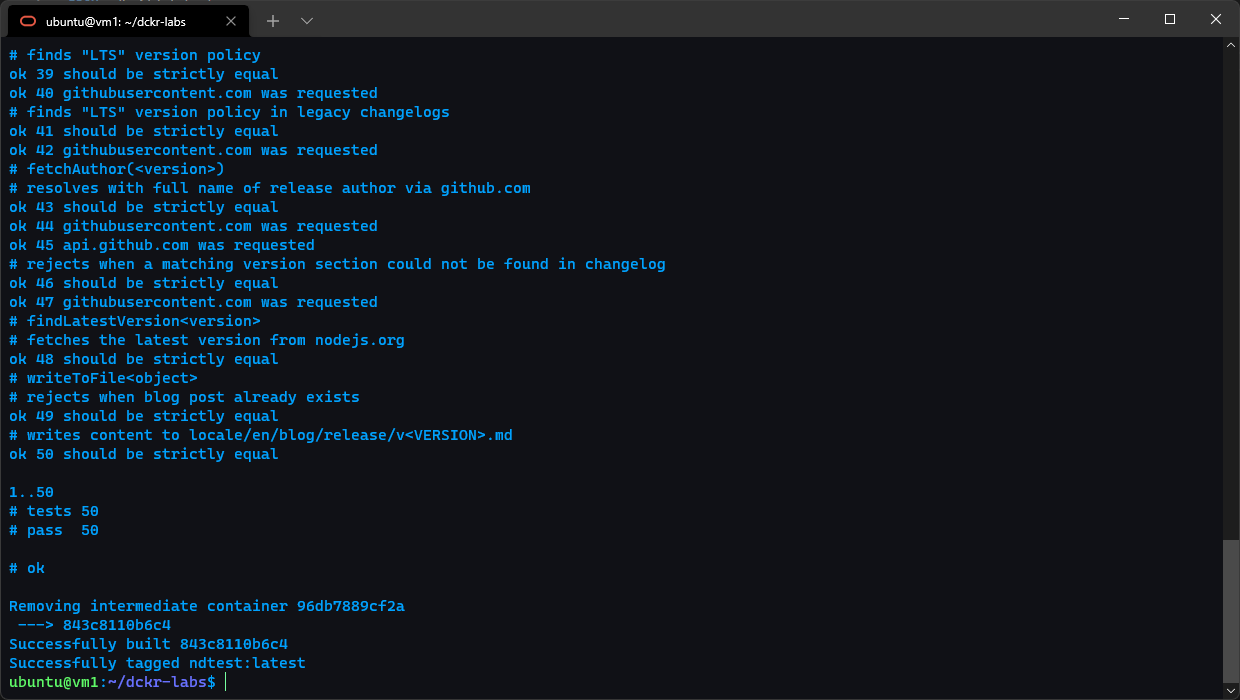 ubuntu@vm1: ~/dckr-labs
# finds "LTS" version policy
ok 39 should be strictly equal
ok 40 githubusercontent.com was requested
# finds "LTS" version policy in legacy changelogs
ok 41 should be strictly equal
ok 42 githubusercontent.com was requested
# fetchAuthor(<version>)
# resolves with full name of release author via github.com
ok 43 should be strictly equal
ok 44 githubusercontent.com was requested
ok 45 api.github.com was requested
# rejects when a matching version section could not be found in changelog
ok 46 should be strictly equal
ok 47 githubusercontent.com was requested
# findLatestVersion<version>
# fetches the latest version from nodejs.org
ok 48 should be strictly equal
# writeToFile<object>
# rejects when blog post already exists
ok 49 should be strictly equal
# writes content to locale/en/blog/release/v<VERSION>.md
ok 50 should be strictly equal
1..50
# tests 50
# pass  50
# ok
Removing intermediate container 96db7889cf2a
 ---> 843c8110b6c4
Successfully built 843c8110b6c4
Successfully tagged ndtest:latest
ubuntu@vm1:~/dckr-labs$